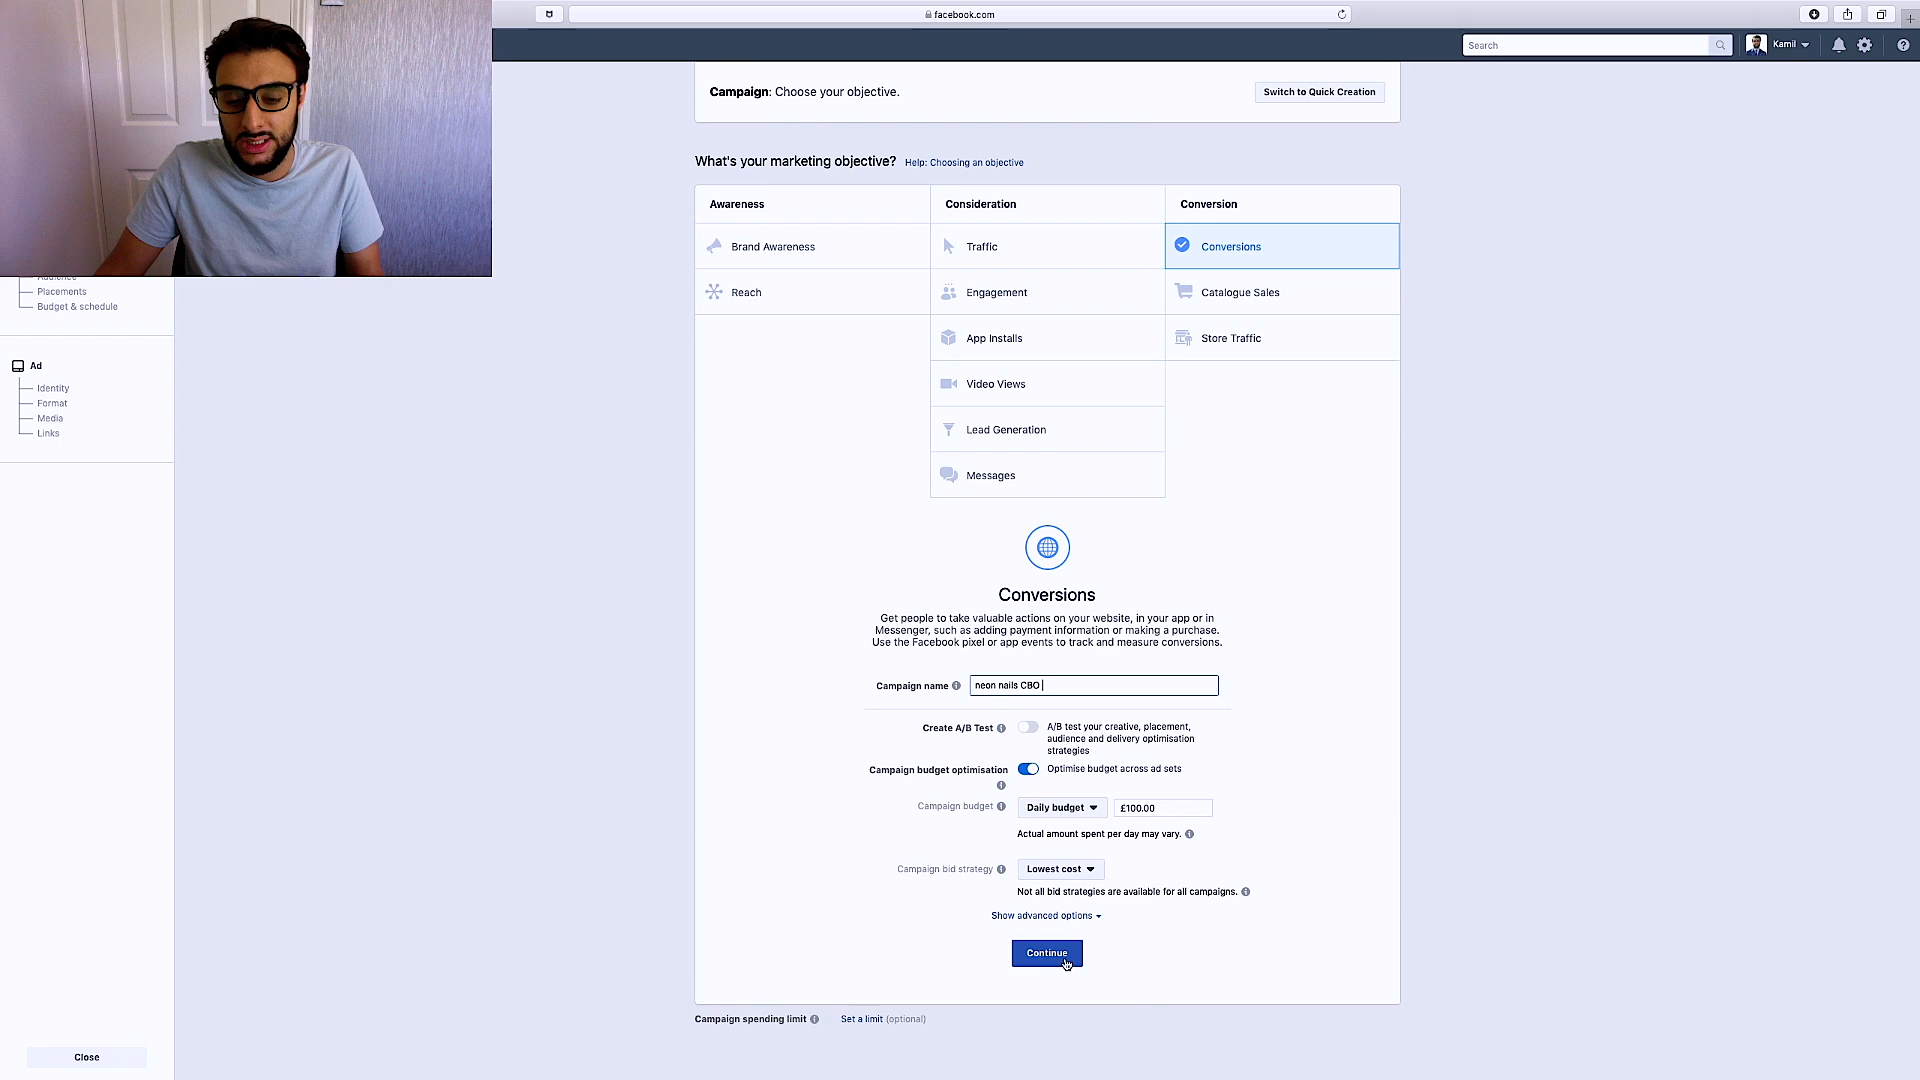 facebook.com
Search
Kamil
Campaign: Choose your objective.
Switch to Quick Creation
What's your marketing objective? Help: Choosing an objective
Awareness
Consideration
Conversion
Brand Awareness
Traffic
Conversions
Reach
Engagement
Catalogue Sales
App Installs
Store Traffic
Video Views
Lead Generation
Messages
Audience
Placements
Budget & schedule
Ad
Identity
Format
Media
Links
Conversions
Get people to take valuable actions on your website, in your app or in
Messenger, such as adding payment information or making a purchase.
Use the Facebook pixel or app events to track and measure conversions.
Campaign name neon nails CBO
Create A/B Test A/B test your creative, placement,
audience and delivery optimisation
strategies
Campaign budget optimisation Optimise budget across ad sets
Campaign budget Daily budget £100.00
Actual amount spent per day may vary.
Campaign bid strategy Lowest cost
Not all bid strategies are available for all campaigns.
Show advanced options
Continue
Campaign spending limit Set a limit (optional)
Close